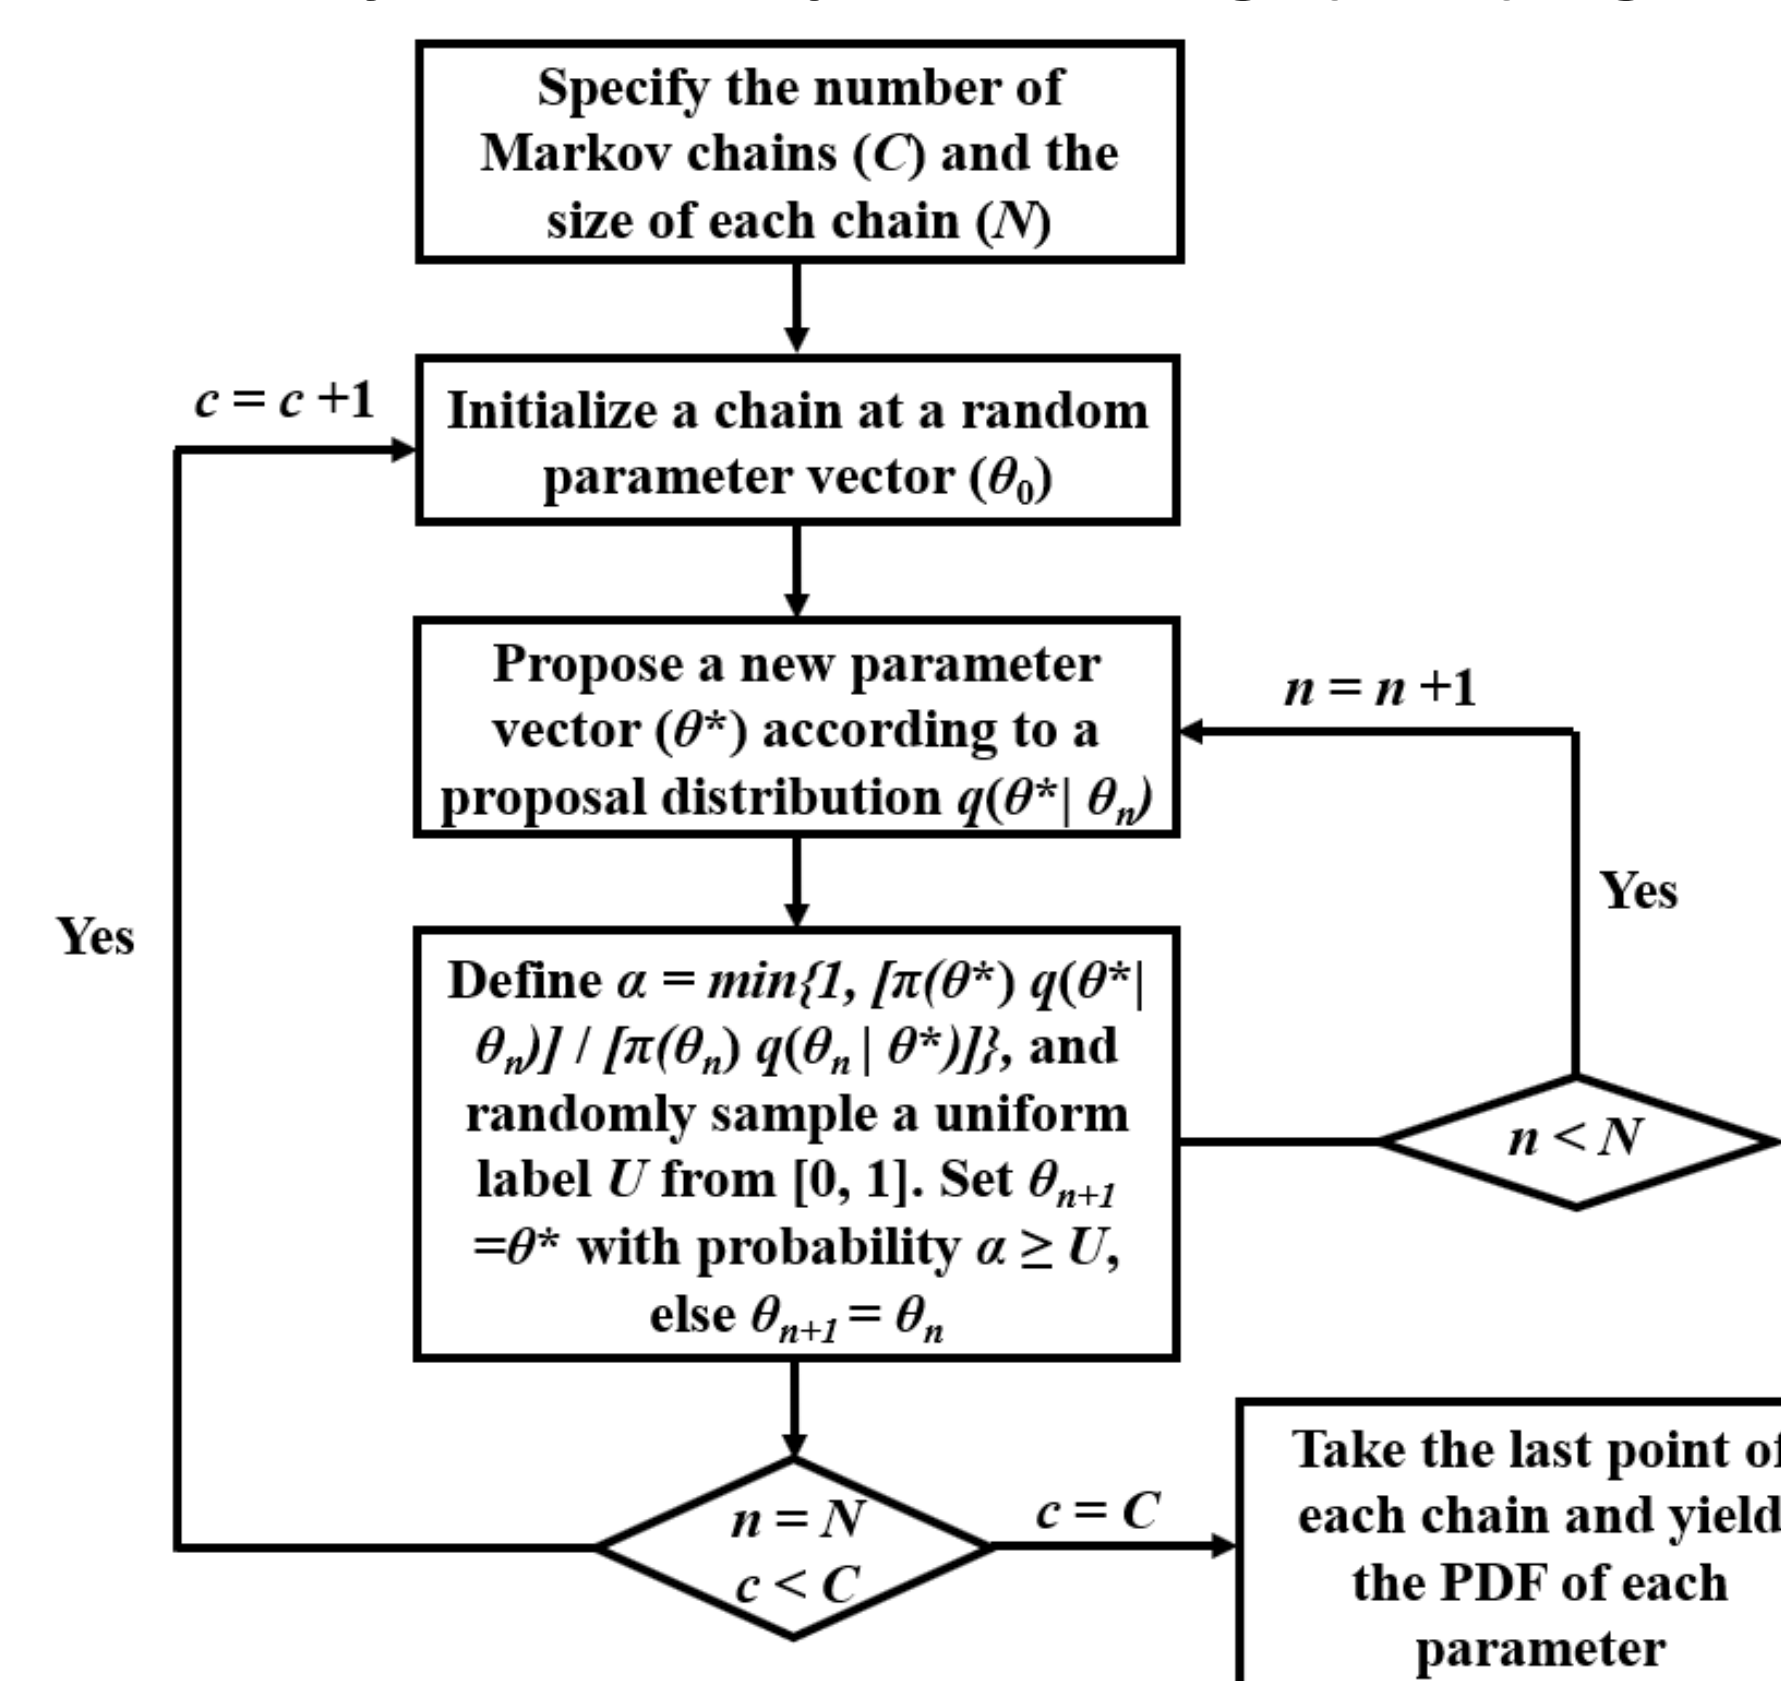 Specify the number of
Markov chains (C) and the
size of each chain (N)
c = c +1
Initialize a chain at a random
parameter vector (θ0)
Propose a new parameter
vector (θ*) according to a
proposal distribution q(θ*| θn)
n = n +1
Yes
Yes
Define α = min{1, [π(θ*) q(θ*|
θn)] / [π(θn) q(θn | θ*)]}, and
randomly sample a uniform
label U from [0, 1]. Set θn+1
=θ* with probability α ≥ U,
else θn+1 = θn
n < N
n = N
c < C
c = C
Take the last point of
each chain and yield
the PDF of each
parameter